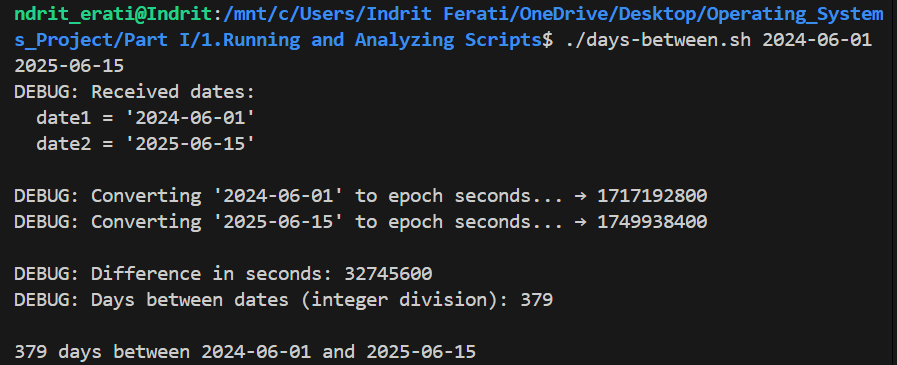 ndrit_erati@Indrit:/mnt/c/Users/Indrit Ferati/OneDrive/Desktop/Operating_System
s_Project/Part I/1.Running and Analyzing Scripts$ ./days-between.sh 2024-06-01
2025-06-15
DEBUG: Received dates:
  date1 = '2024-06-01'
  date2 = '2025-06-15'

DEBUG: Converting '2024-06-01' to epoch seconds... → 1717192800
DEBUG: Converting '2025-06-15' to epoch seconds... → 1749938400

DEBUG: Difference in seconds: 32745600
DEBUG: Days between dates (integer division): 379

379 days between 2024-06-01 and 2025-06-15